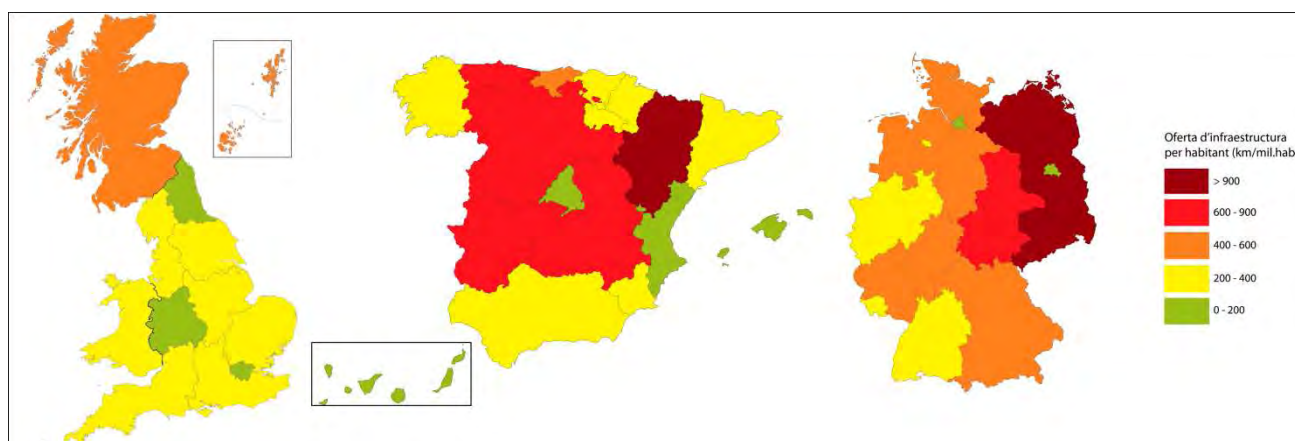 Oferta d'infraestructura
per habitant (km/mil.hab
> 900
600 - 900
400 - 600
200 - 400
0 - 200